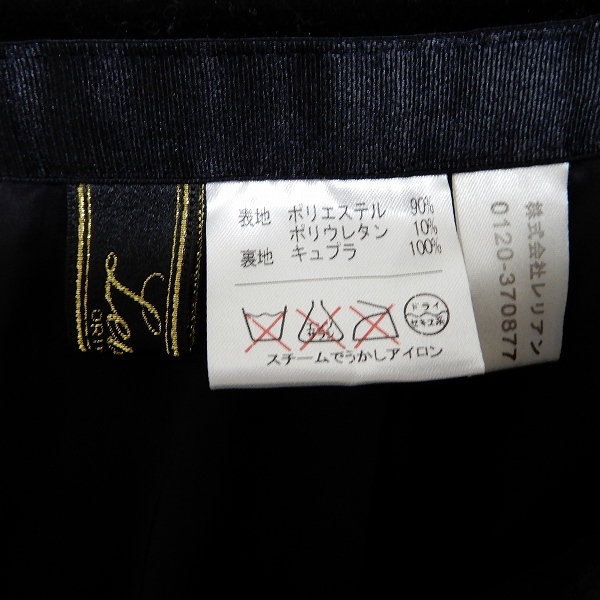 表地 ポリエステル 90%
ポリウレタン 10%
裏地 キュプラ 100%
ドライ
セキユ系
スチームでうかしアイロン
株式会社レリアン
0120-370877